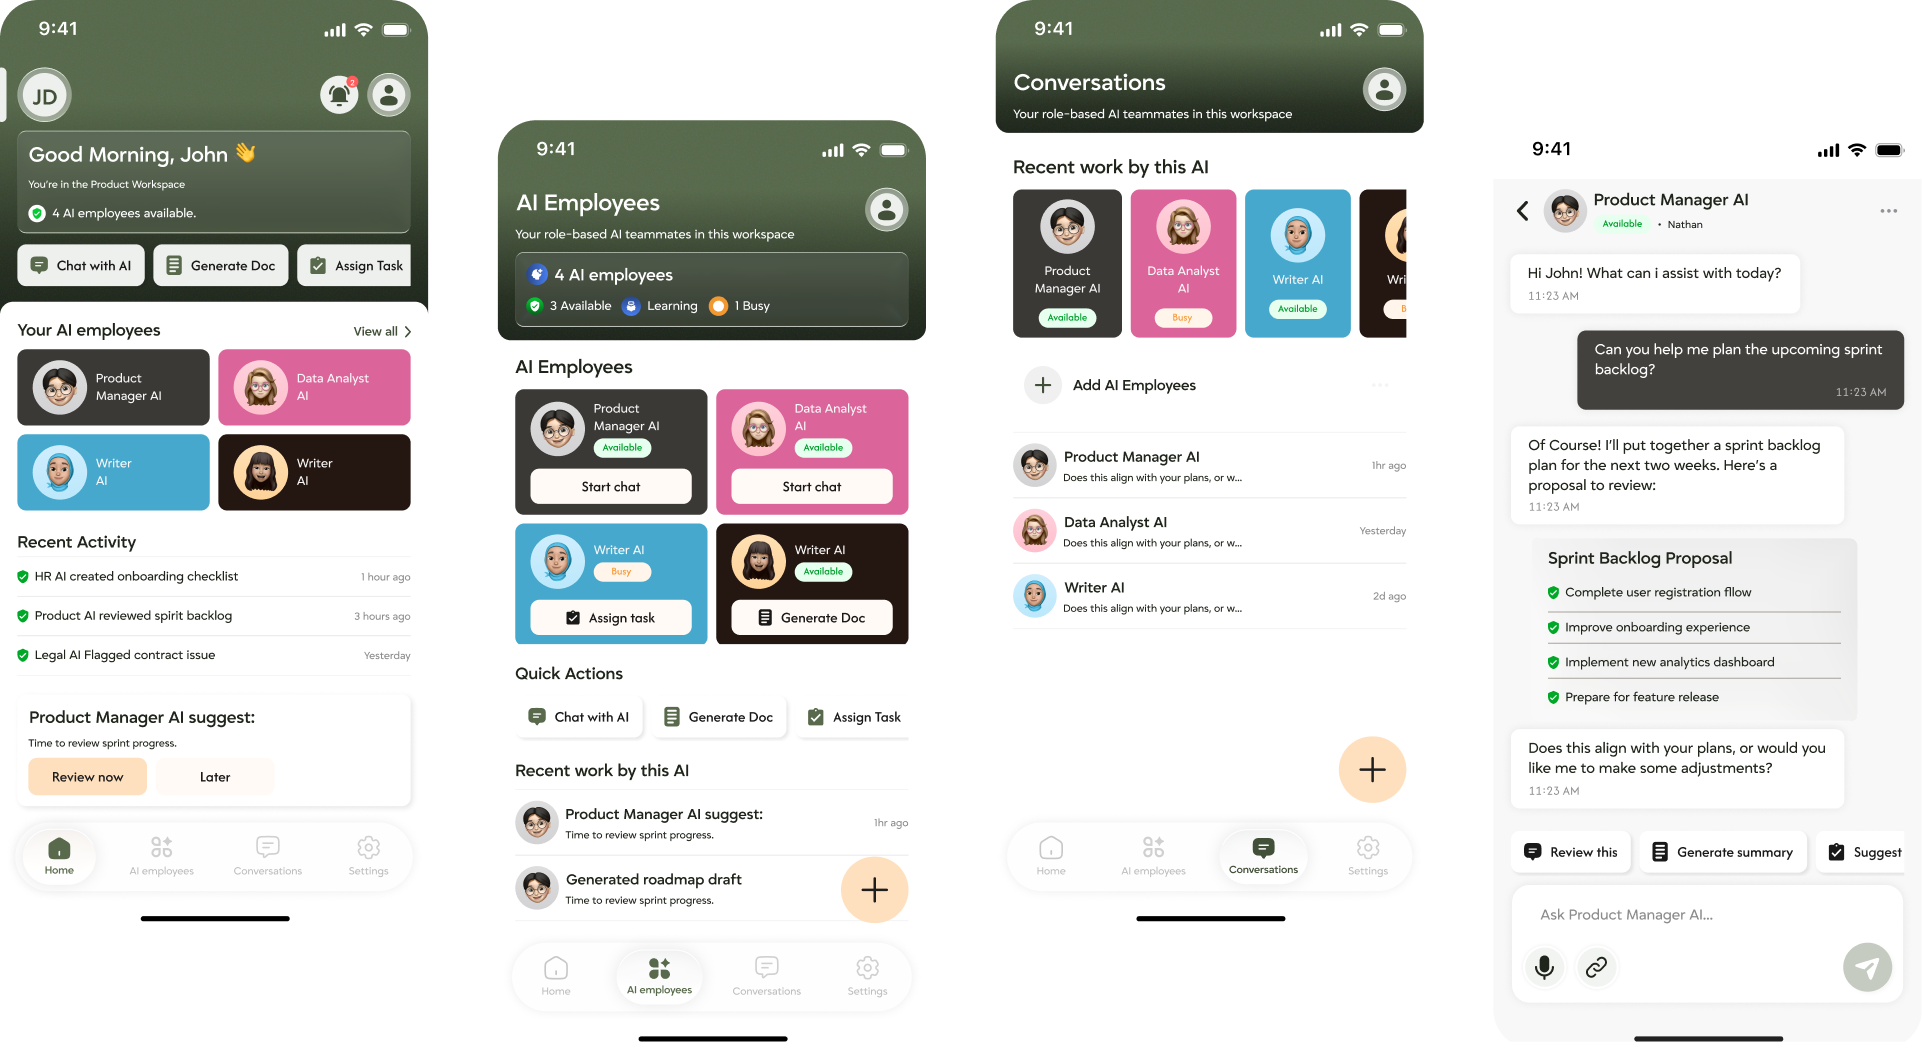 9:41
JD
2
Good Morning, John 👋
You're in the Product Workspace
4 AI employees available.
Chat with AI
Generate Doc
Assign Task
Your AI employees
View all
Product
Manager AI
Data Analyst
AI
Writer
AI
Writer
AI
Recent Activity
HR AI created onboarding checklist
1 hour ago
Product AI reviewed spirit backlog
3 hours ago
Legal AI Flagged contract issue
Yesterday
Product Manager AI suggest:
Time to review sprint progress.
Review now
Later
Home
AI employees
Conversations
Settings
9:41
AI Employees
Your role-based AI teammates in this workspace
4 AI employees
3 Available
Learning
1 Busy
AI Employees
Product
Manager AI
Available
Start chat
Data Analyst
AI
Available
Start chat
Writer AI
Busy
Assign task
Writer AI
Available
Generate Doc
Quick Actions
Chat with AI
Generate Doc
Assign Task
Recent work by this AI
Product Manager AI suggest:
Time to review sprint progress.
1hr ago
Generated roadmap draft
Time to review sprint progress.
Home
AI employees
Conversations
Settings
9:41
Conversations
Your role-based AI teammates in this workspace
Recent work by this AI
Product
Manager AI
Available
Data Analyst
AI
Busy
Writer AI
Available
Wri
B
Add AI Employees
Product Manager AI
Does this align with your plans, or w...
1hr ago
Data Analyst AI
Does this align with your plans, or w...
Yesterday
Writer AI
Does this align with your plans, or w...
2d ago
Home
AI employees
Conversations
Settings
9:41
Product Manager AI
Available
• Nathan
Hi John! What can i assist with today?
11:23 AM
Can you help me plan the upcoming sprint
backlog?
11:23 AM
Of Course! I'll put together a sprint backlog
plan for the next two weeks. Here's a
proposal to review:
11:23 AM
Sprint Backlog Proposal
Complete user registration fllow
Improve onboarding experience
Implement new analytics dashboard
Prepare for feature release
Does this align with your plans, or would you
like me to make some adjustments?
11:23 AM
Review this
Generate summary
Suggest
Ask Product Manager AI...